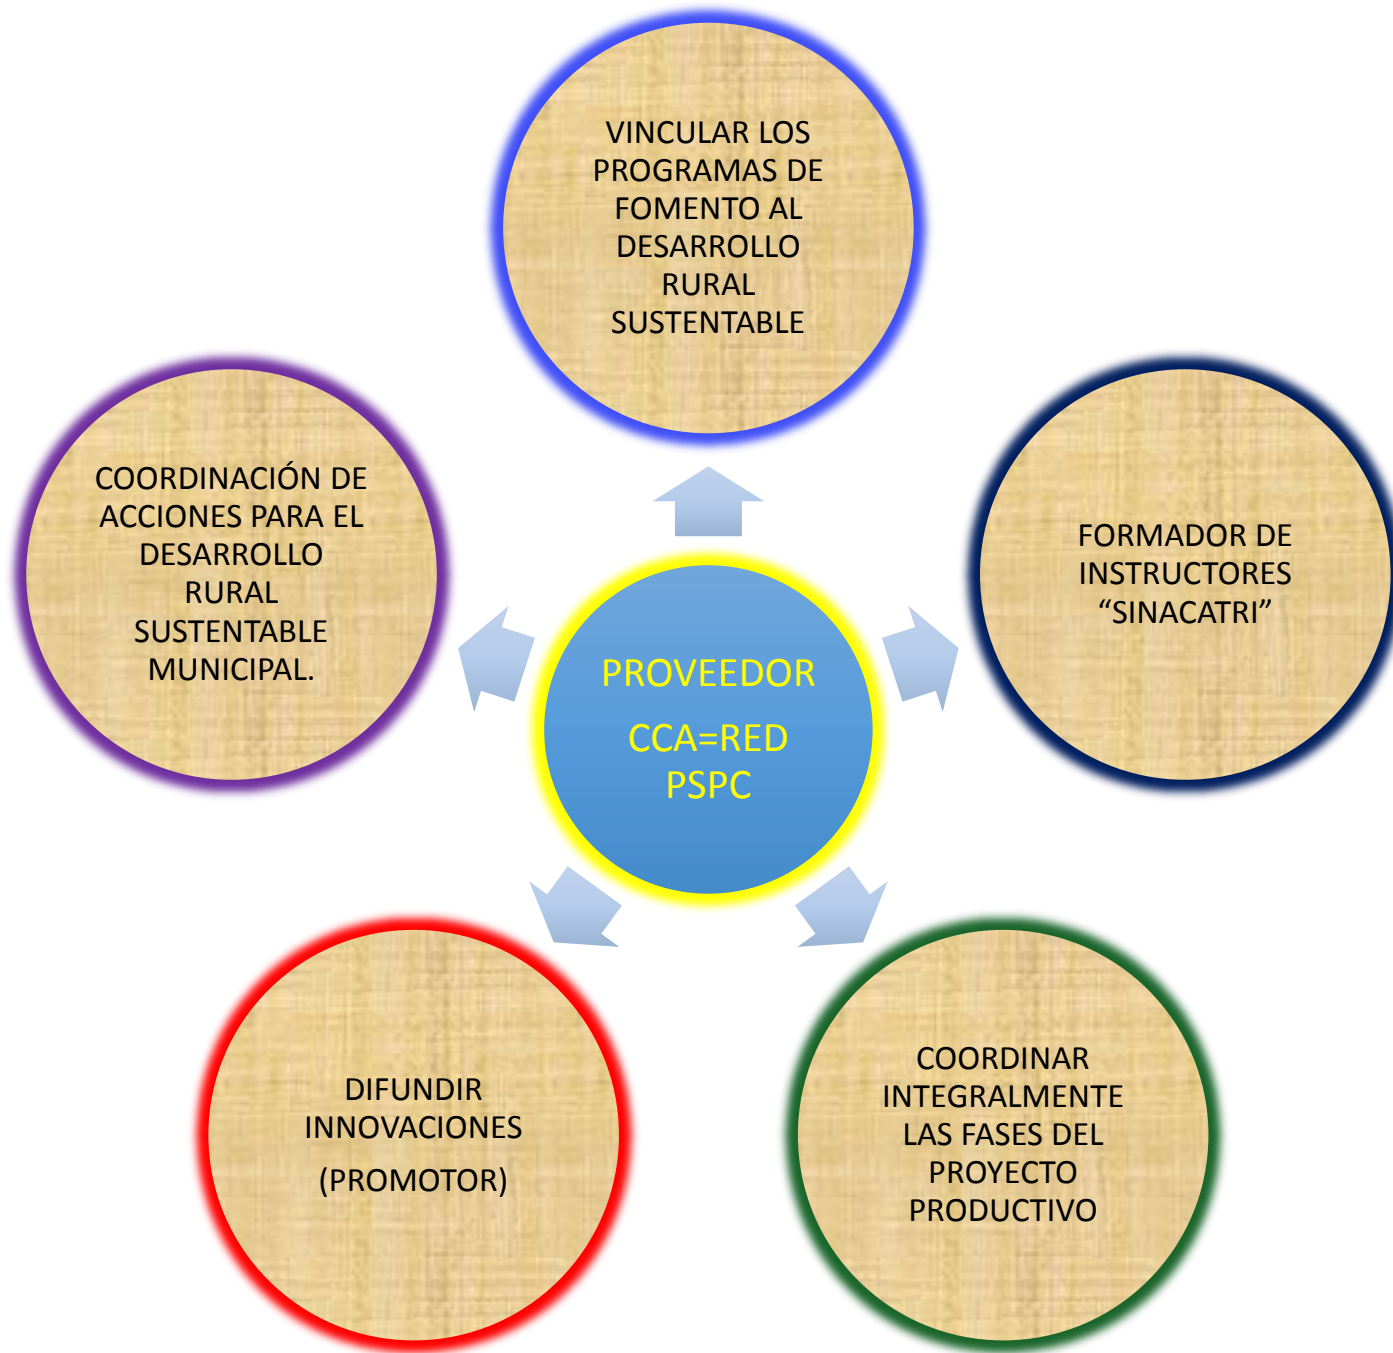 VINCULAR LOS
PROGRAMAS DE
FOMENTO AL
DESARROLLO
RURAL
SUSTENTABLE
FORMADOR DE
INSTRUCTORES
“SINACATRI”
COORDINAR
INTEGRALMENTE
LAS FASES DEL
PROYECTO
PRODUCTIVO
DIFUNDIR
INNOVACIONES
(PROMOTOR)
COORDINACIÓN DE
ACCIONES PARA EL
DESARROLLO
RURAL
SUSTENTABLE
MUNICIPAL.
PROVEEDOR
CCA=RED
PSPC